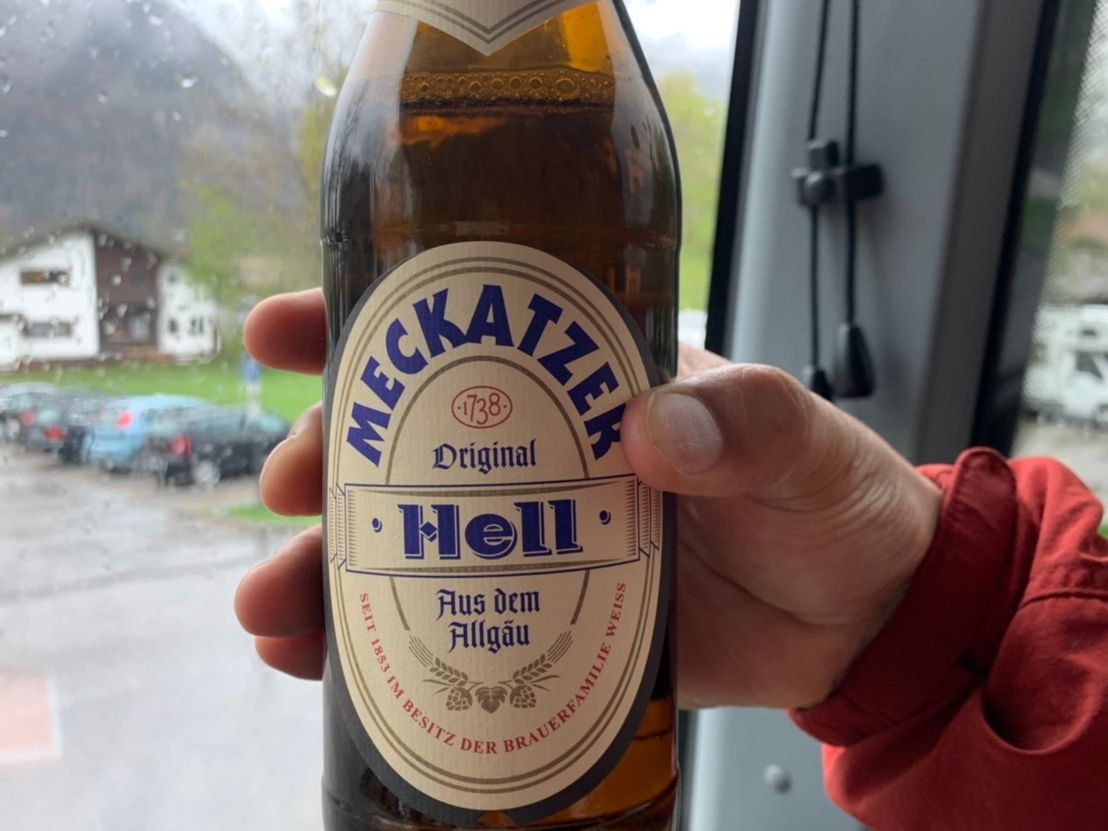 MECKATZER
1738
Original
Hell
Aus dem
Allgäu
SEIT 1853 IM BESITZ DER BRAUERFAMILIE WEISS